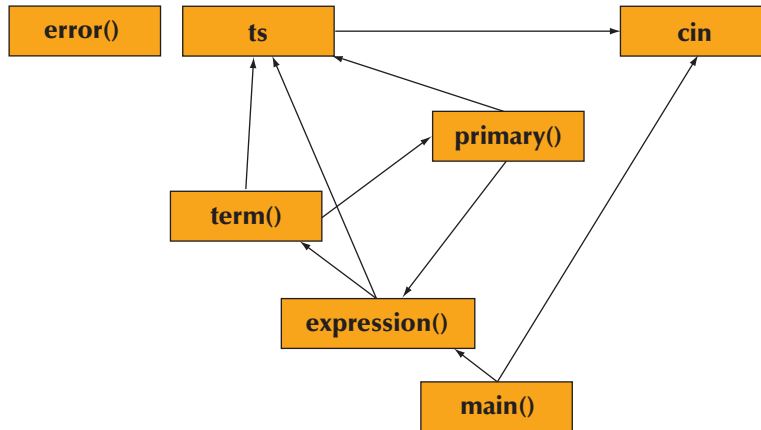 error()
ts
cin
primary()
term()
expression()
main()